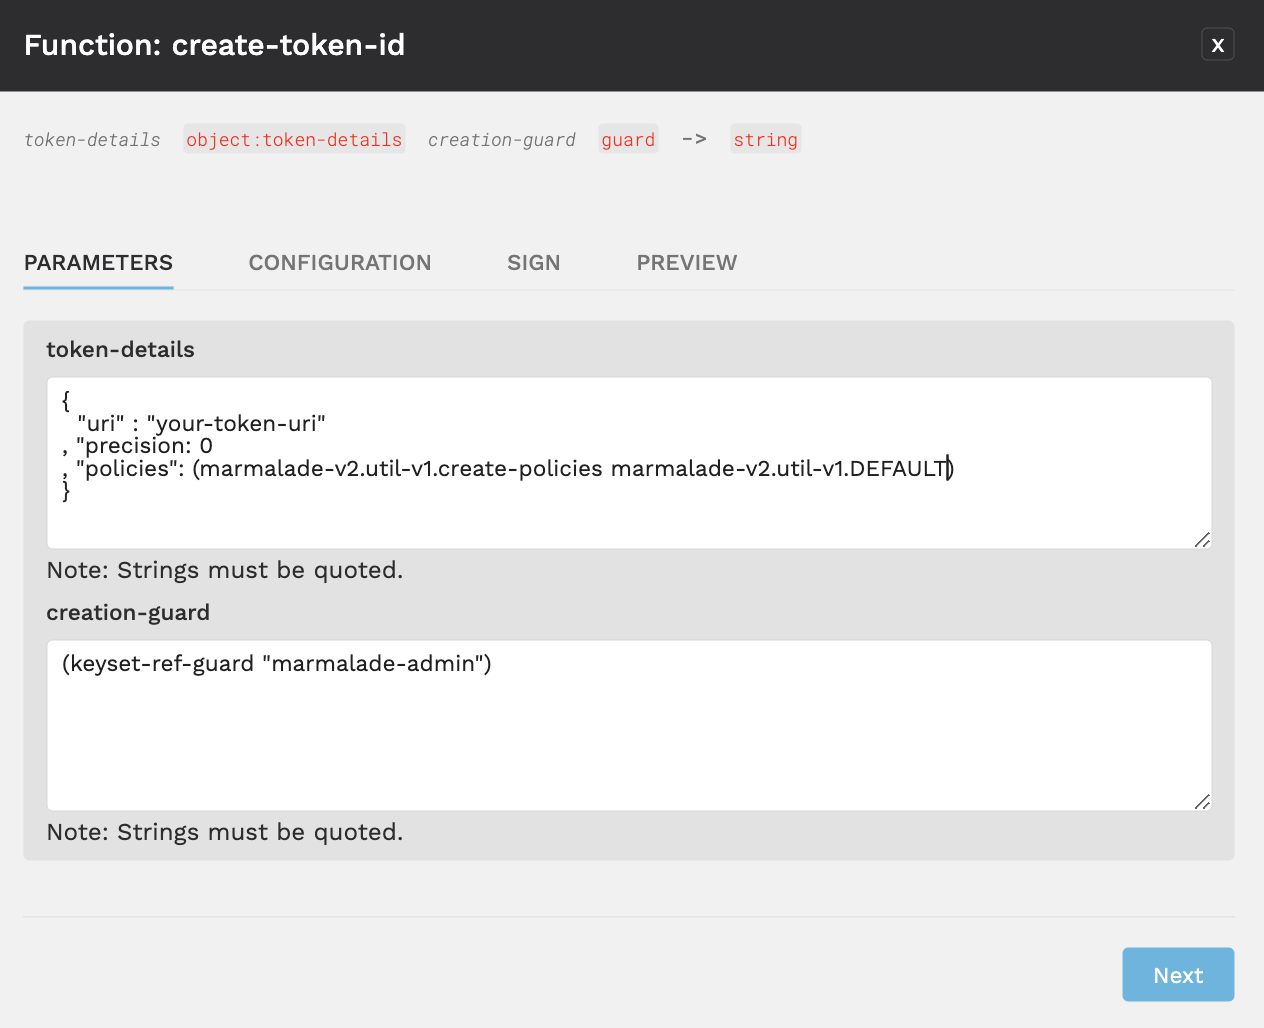 Function: create-token-id
X
token-details object:token-details creation-guard guard -> string
PARAMETERS CONFIGURATION SIGN PREVIEW
token-details
{
"uri" : "your-token-uri"
, "precision: 0
, "policies": (marmalade-v2.util-v1.create-policies marmalade-v2.util-v1.DEFAULT)
}
Note: Strings must be quoted.
creation-guard
(keyset-ref-guard "marmalade-admin")
Note: Strings must be quoted.
Next